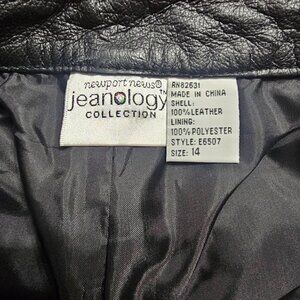 newport news®
jeanology™
COLLECTION
RN82631
MADE IN CHINA
SHELL:
100%LEATHER
LINING:
100%POLYESTER
STYLE: E6507
SIZE: 14